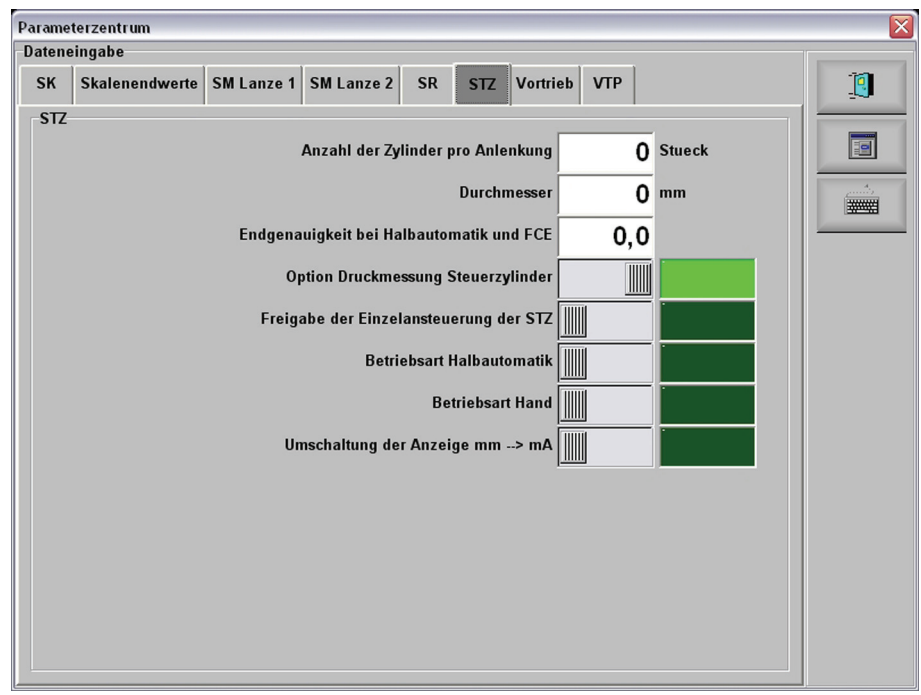 Parameterzentrum
Dateneingabe
SK Skalenendwerte SM Lanze 1 SM Lanze 2 SR STZ Vortrieb VTP
STZ
Anzahl der Zylinder pro Anlenkung 0 Stueck
Durchmesser 0 mm
Endgenauigkeit bei Halbautomatik und FCE 0,0
Option Druckmessung Steuerzylinder
Freigabe der Einzelansteuerung der STZ
Betriebsart Halbautomatik
Betriebsart Hand
Umschaltung der Anzeige mm --> mA